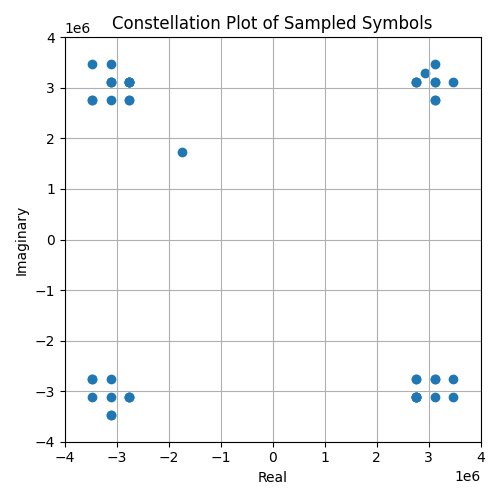 Constellation Plot of Sampled Symbols
1e6
4
3
2
1
0
−1
−2
−3
−4
Imaginary
−4 −3 −2 −1 0 1 2 3 4
Real
1e6